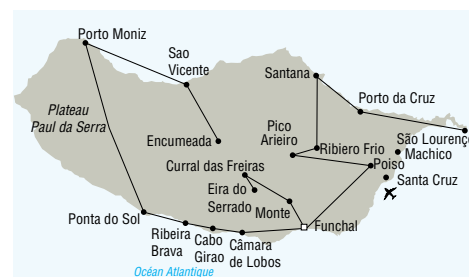 Porto Moniz
Sao
Vicente
Santana
Porto da Cruz
Plateau
Paul da Serra
Encumeada
Pico
Arieiro
Ribiero Frio
São Lourenço
Machico
Poiso
Curral das Freiras
Eira do
Serrado
Santa Cruz
Monte
Ponta do Sol
Funchal
Ribeira
Brava
Cabo
Girao
Câmara
de Lobos
Océan Atlantique